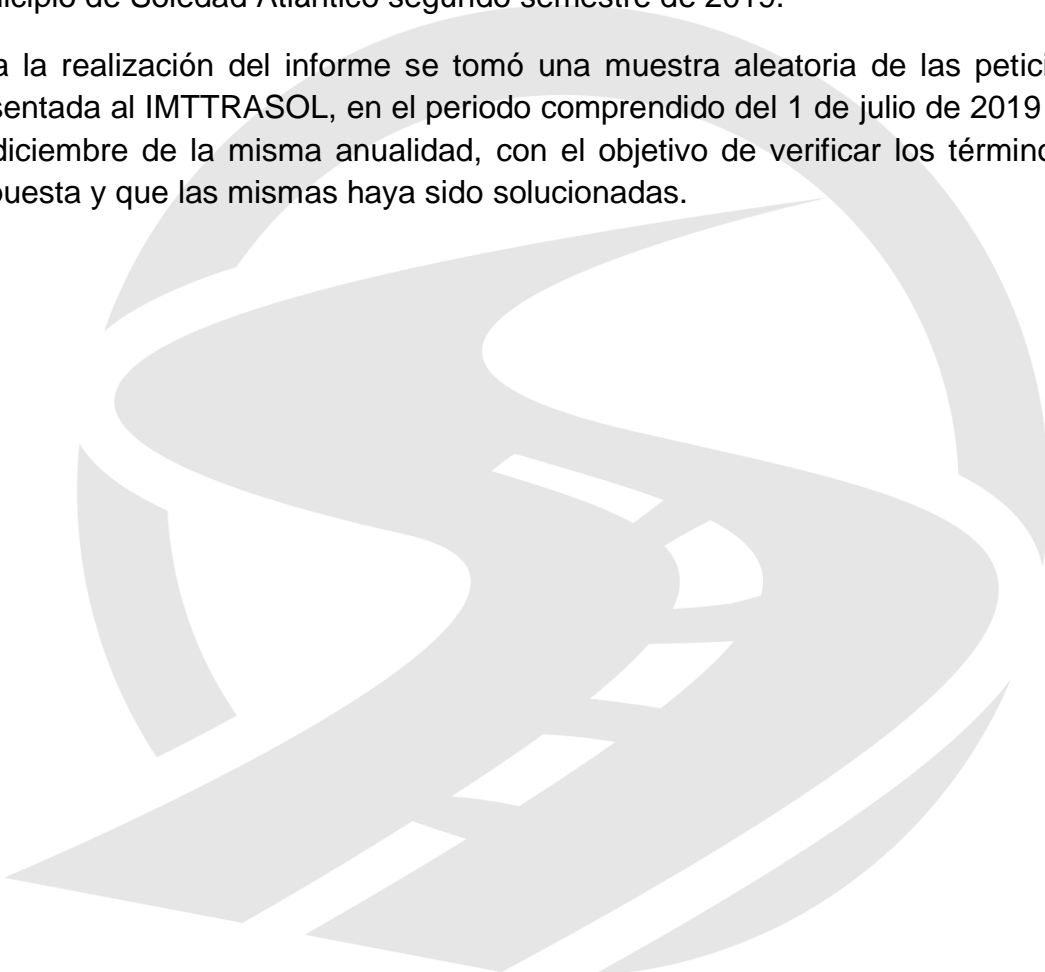 icipio de Soledad Atlántico segundo semestre de 2019.
a la realización del informe se tomó una muestra aleatoria de las petici
sentada al IMTTRASOL, en el periodo comprendido del 1 de julio de 2019
diciembre de la misma anualidad, con el objetivo de verificar los término
puesta y que las mismas haya sido solucionadas.